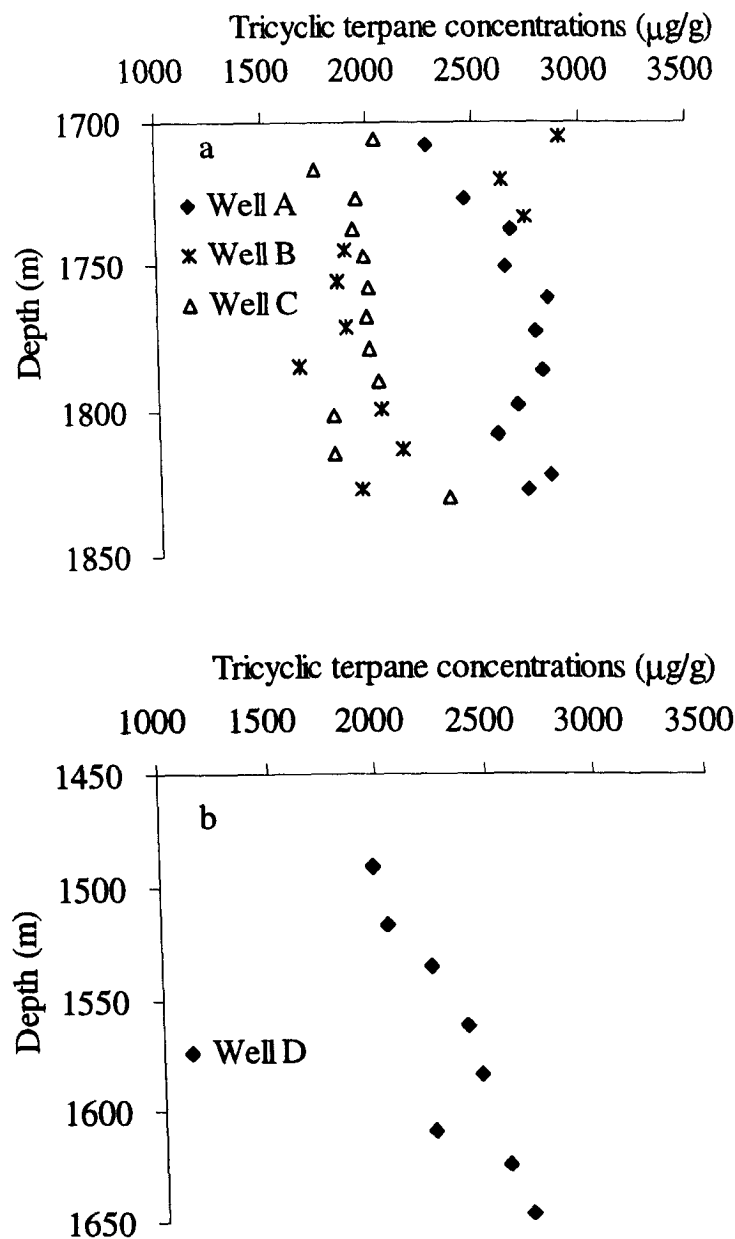 Tricyclic terpane concentrations (µg/g)
1000 1500 2000 2500 3000 3500
1700
a
Well A
Well B
1750
Well C
Depth (m)
1800
1850
Tricyclic terpane concentrations (µg/g)
1000 1500 2000 2500 3000 3500
1450
b
1500
Depth (m)
1550
Well D
1600
1650